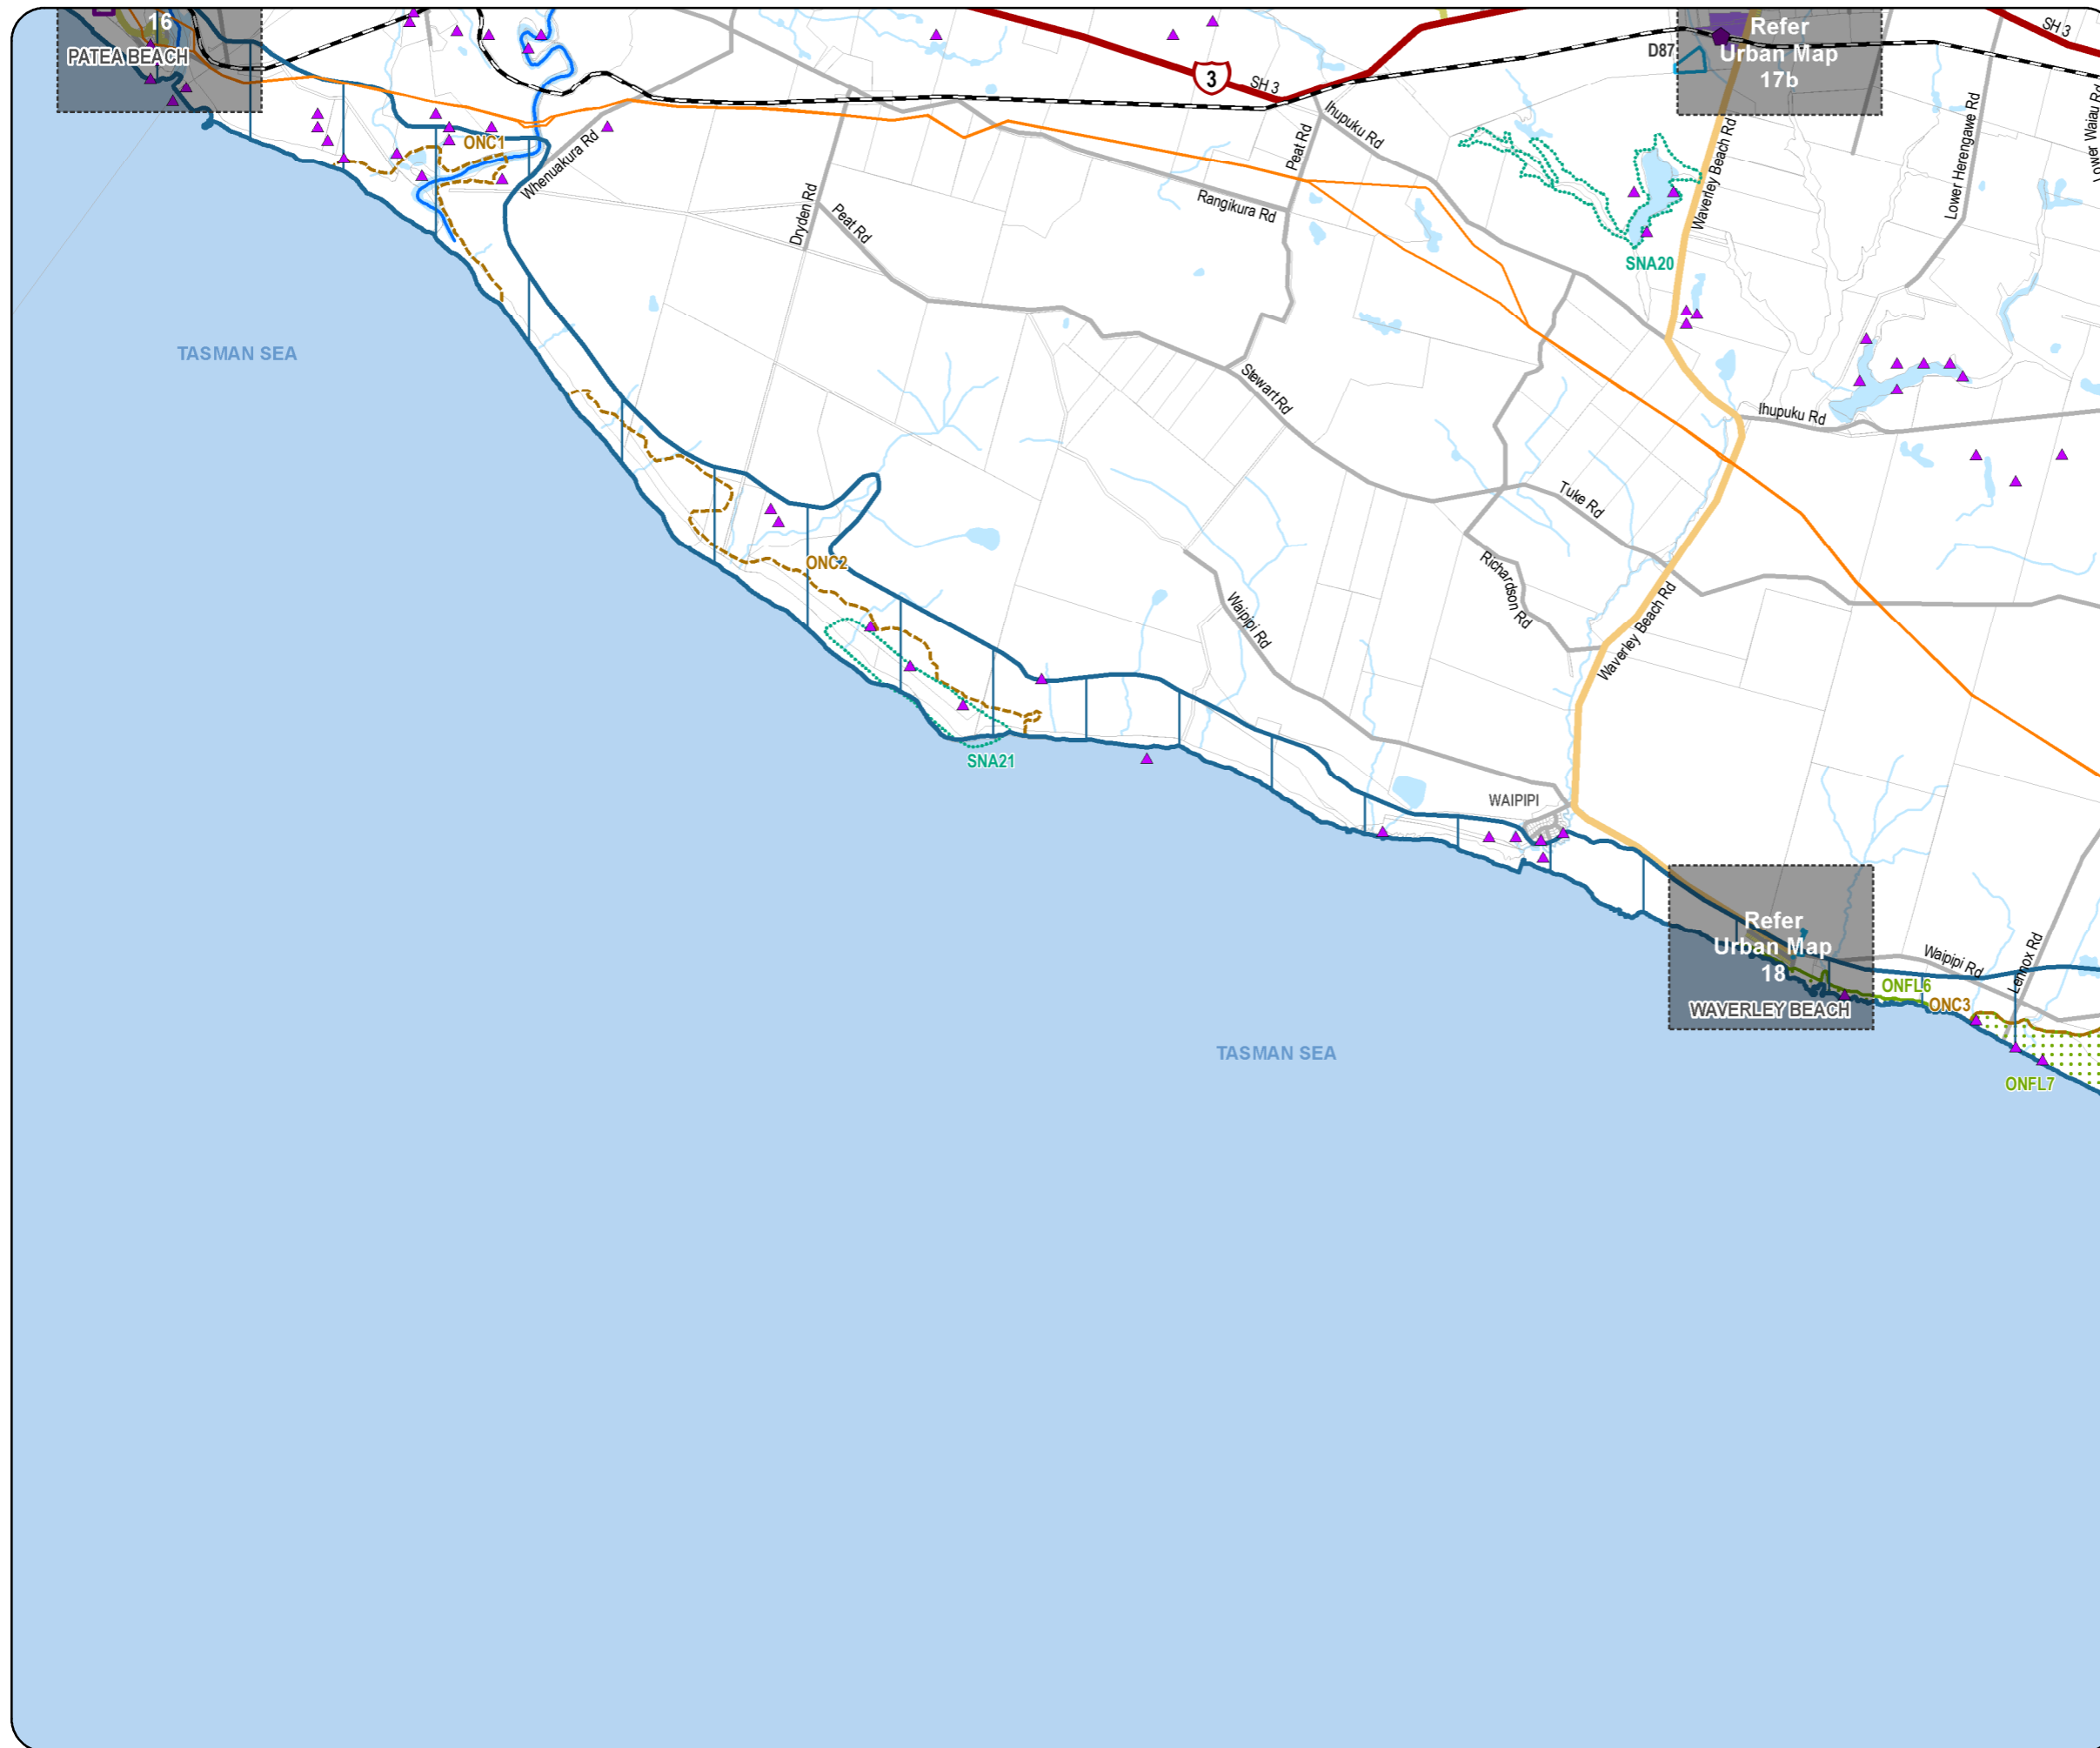 16
PATEA BEACH
Refer
Urban Map
17b
D87
SH 3
3
SH 3
Ihupuku Rd
Peat Rd
Waverley Beach Rd
Lower Herengawe Rd
Lower Waiau Rd
ONC1
Whenuakura Rd
Dryden Rd
Peat Rd
Rangikura Rd
SNA20
TASMAN SEA
Stewart Rd
Ihupuku Rd
Tuke Rd
ONC2
Richardson Rd
Waipipi Rd
Waverley Beach Rd
SNA21
WAIPIPI
Refer
Urban Map
18
WAVERLEY BEACH
Waipipi Rd
Lennox Rd
ONFL6
ONC3
TASMAN SEA
ONFL7